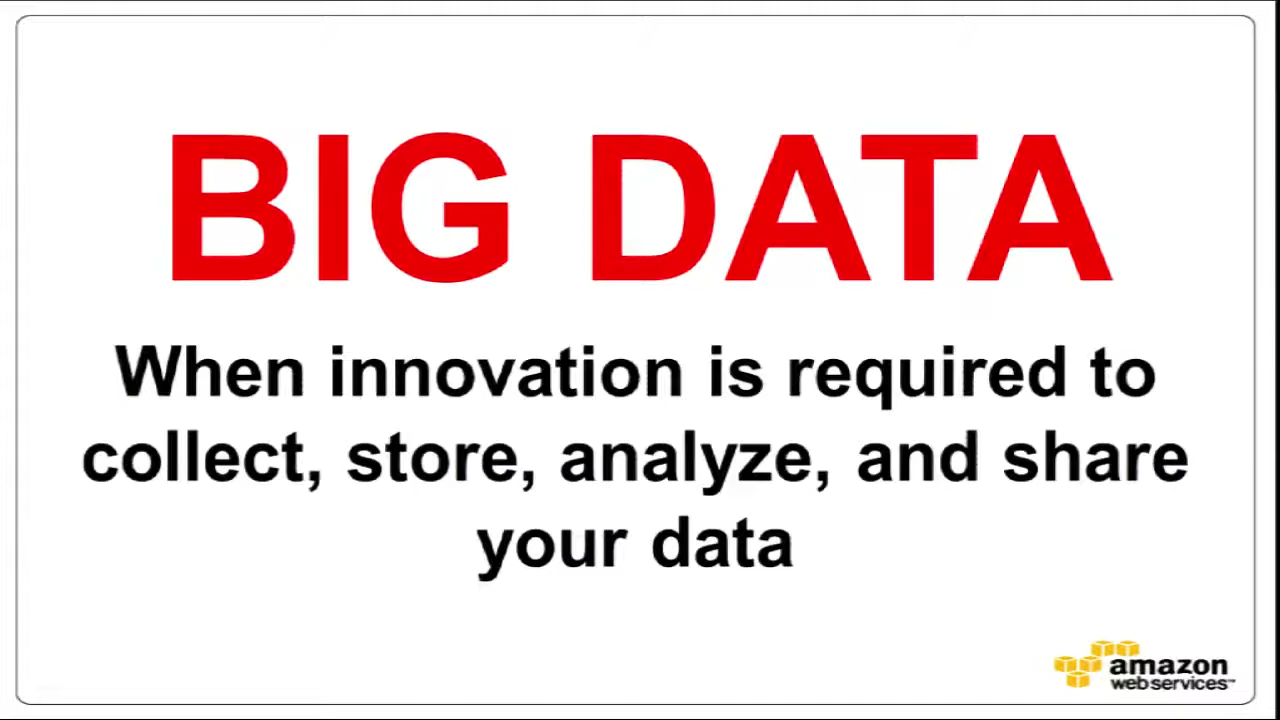 BIG DATA
When innovation is required to
collect, store, analyze, and share
your data
amazon
webservices™